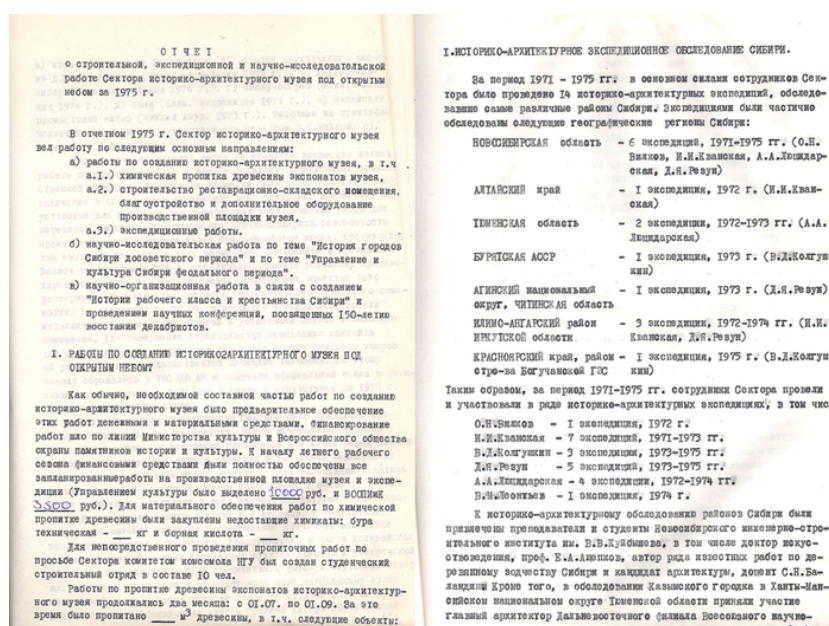 ОТЧЕТ
о строительной, экспедиционной и научно-исследовательской
работе Сектора историко-архитектурного музея под открытым
небом за 1975 г.
В отчетном 1975 г. Сектор историко-архитектурного музея
вел работу по следующим основным направлениям:
а) работы по созданию историко-архитектурного музея, в т.ч.
а.1.) химическая пропитка древесины экспонатов музея,
а.2.) строительство реставрационно-складского помещения,
благоустройство и дополнительное оборудование
производственной площадки музея,
а.3.) экспедиционные работы.
б) научно-исследовательская работа по теме "История городов
Сибири досоветского периода" и по теме "Управление и
культура Сибири феодального периода".
в) научно-организационная работа в связи с созданием
"Истории рабочего класса и крестьянства Сибири" и
проведением научных конференций, посвященных 150-летию
восстания декабристов.
I. РАБОТЫ ПО СОЗДАНИЮ ИСТОРИКОАРХИТЕКТУРНОГО МУЗЕЯ ПОД
ОТКРЫТЫМ НЕБОМТ
Как обычно, необходимой составной частью работ по созданию
историко-архитектурного музея было предварительное обеспечение
этих работ денежными и материальными средствами. Финансирование
работ шло по линии Министерства культуры и Всероссийского общества
охраны памятников истории и культуры. К началу летнего рабочего
сезона финансовыми средствами были полностью обеспечены все
запланированныеработы на производственной площадке музея и экспе-
диции (Управлением культуры было выделено 10000 руб. и ВООПИиК
3500 руб.). Для материального обеспечения работ по химической
пропитке древесины были закуплены недостающие химикаты: бура
техническая - ___ кг и борная кислота - ___ кг.
Для непосредственного проведения пропиточных работ по
просьбе Сектора комитетом комсомола НГУ был создан студенческий
строительный отряд в составе 10 чел.
Работы по пропитке древесины экспонатов историко-архитектур-
ного музея продолжались два месяца: с 01.07. по 01.09. За это
время было пропитано ___ м3 древесины, в т.ч. следующие объекты:
I.ИСТОРИКО-АРХИТЕКТУРНОЕ ЭКСПЕДИЦИОННОЕ ОБСЛЕДОВАНИЕ СИБИРИ.
За период 1971 - 1975 гг. в основном силами сотрудников Сек-
тора было проведено 14 историко-архитектурных экспедиций, обследо-
вавшие самые различные районы Сибири. Экспедициями были частично
обследованы следующие географические регионы Сибири:
НОВОСИБИРСКАЯ область - 6 экспедиций, 1971-1975 гг. (О.Н.
Вилков, И.И.Кванская, А.А.Люцидар-
ская, Д.Я.Резун)
АЛТАЙСКИЙ край - 1 экспедиция, 1972 г. (И.И.Кван-
ская)
ТЮМЕНСКАЯ область - 2 экспедиции, 1972-1973 гг. (А.А.
Люцидарская)
БУРЯТСКАЯ АССР - 1 экспедиция, 1973 г. (В.Д.Колгуш
кин)
АГИНСКИЙ национальный - 1 экспедиция, 1973 г. (Д.Я.Резун)
округ, ЧИТИНСКАЯ ОБЛАСТЬ
ИЛИМО-АНГАРСКИЙ район - 3 экспедиции, 1972-1974 гг. (И.И.
ИРКУТСКОЙ области Кванская, Д.Я.Резун)
КРАСНОЯРСКИЙ край, район - 1 экспедиция, 1975 г. (В.Д.Колгуш
стро-ва Богучанской ГЭС кин)
Таким образом, за период 1971-1975 гг. сотрудники Сектора провели
и участвовали в ряде историко-архитектурных экспедициях, в том чис
О.Н.Вилков - 1 экспедиция, 1972 г.
И.И.Кванская - 7 экспедиций, 1971-1973 гг.
В.Д.Колгушкин - 3 экспедиции, 1973-1975 гг.
Д.Я.Резун - 5 экспедиций, 1973-1975 гг.
А.А.Люцидарская - 4 экспедиции, 1972-1974 гг.
В.М.Леонтьев - 1 экспедиция, 1974 г.
К историко-архитектурному обследованию районов Сибири были
привлечены преподаватели и студенты Новосибирского инженерно-стро-
ительного института им. В.В.Куйбышева, в том числе доктор искус-
ствоведения, проф. Е.А.Ащепков, автор ряда известных работ по де-
ревянному зодчеству Сибири и кандидат архитектуры, доцент С.Н.Ба-
ландин. Кроме того, в обследовании Казымского городка в Ханты-Ман-
сийском национальном округе Тюменской области приняли участие
главный архитектор Дальневосточного филиала Всесоюзного научно-